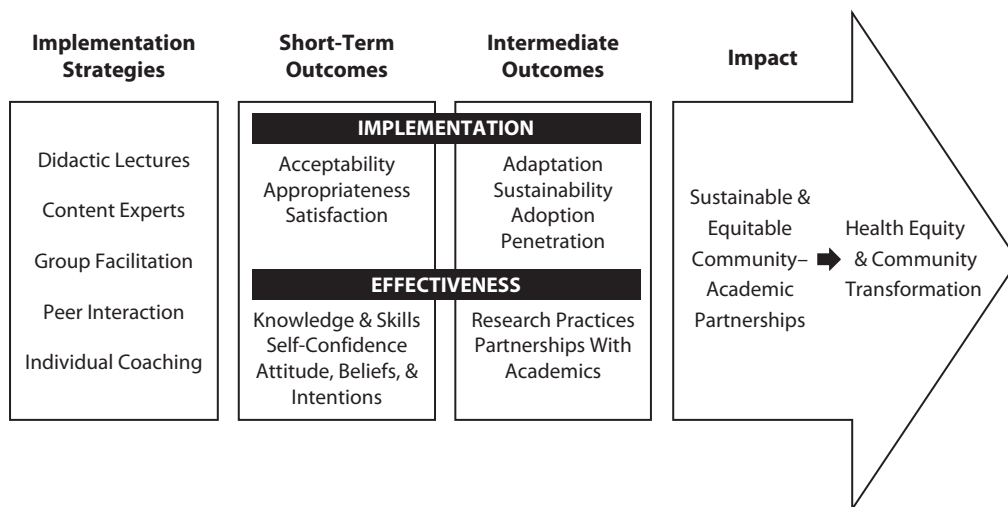 Implementation
Strategies
Didactic Lectures
Content Experts
Group Facilitation
Peer Interaction
Individual Coaching
Short-Term
Outcomes
Intermediate
Outcomes
IMPLEMENTATION
Acceptability
Appropriateness
Satisfaction
Adaptation
Sustainability
Adoption
Penetration
EFFECTIVENESS
Knowledge & Skills
Self-Confidence
Attitude, Beliefs, &
Intentions
Research Practices
Partnerships With
Academics
Impact
Sustainable &
Equitable
Community–
Academic
Partnerships
Health Equity
& Community
Transformation